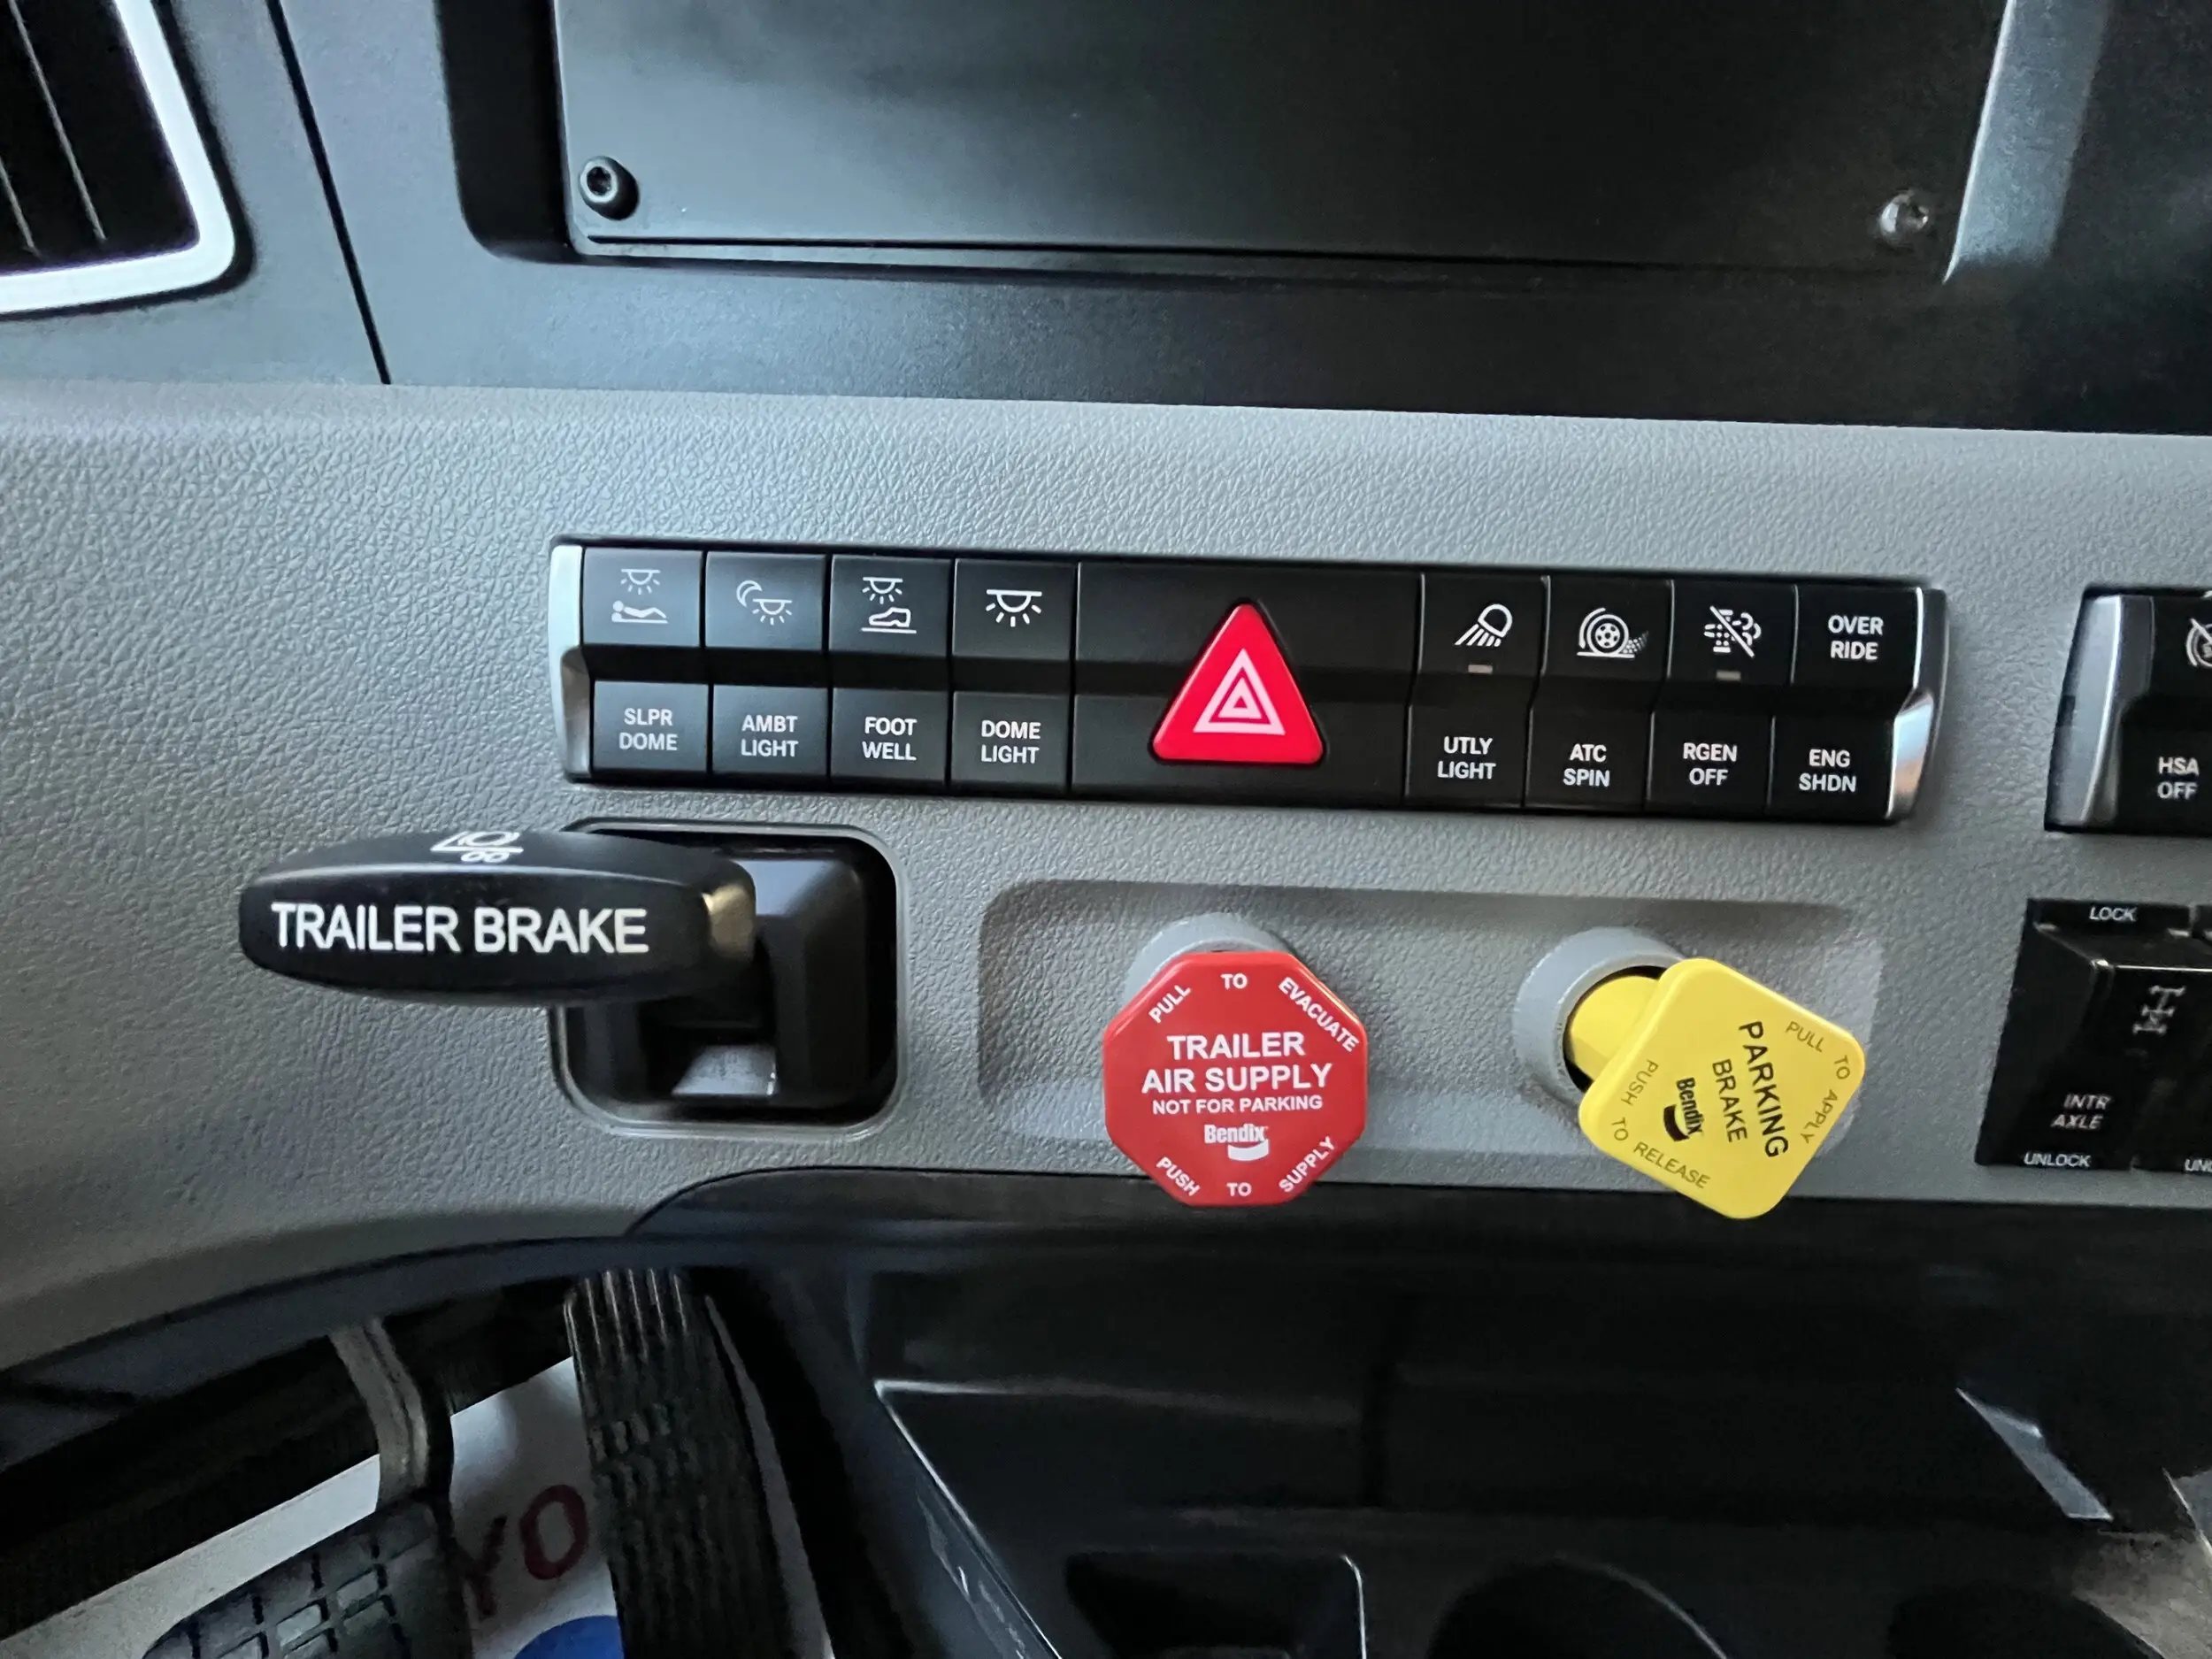 OVER
RIDE
SLPR
DOME
AMBT
LIGHT
FOOT
WELL
DOME
LIGHT
UTLY
LIGHT
ATC
SPIN
RGEN
OFF
ENG
SHDN
HSA
OFF
TRAILER BRAKE
PULL TO EVACUATE
TRAILER
AIR SUPPLY
NOT FOR PARKING
Bendix
PUSH TO SUPPLY
PULL TO APPLY
PARKING
BRAKE
Bendix
PUSH TO RELEASE
LOCK
INTR
AXLE
UNLOCK
YO